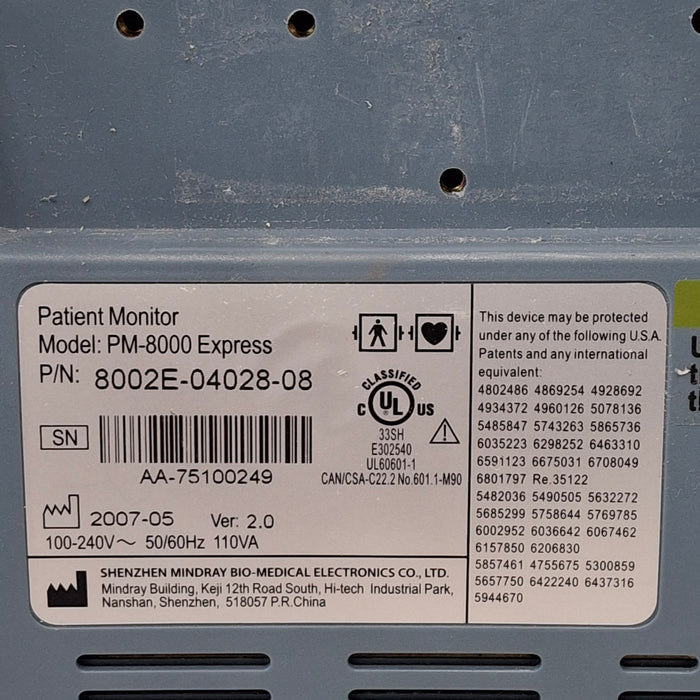 Patient Monitor
Model: PM-8000 Express
P/N: 8002E-04028-08
SN
AA-75100249
2007-05 Ver: 2.0
100-240V~ 50/60Hz 110VA
CLASSIFIED
C UL US
33SH
E302540
UL60601-1
CAN/CSA-C22.2 No.601.1-M90
SHENZHEN MINDRAY BIO-MEDICAL ELECTRONICS CO., LTD.
Mindray Building, Keji 12th Road South, Hi-tech Industrial Park,
Nanshan, Shenzhen, 518057 P.R.China
This device may be protected
under any of the following U.S.A.
Patents and any international
equivalent:
4802486 4869254 4928692
4934372 4960126 5078136
5485847 5743263 5865736
6035223 6298252 6463310
6591123 6675031 6708049
6801797 Re.35122
5482036 5490505 5632272
5685299 5758644 5769785
6002952 6036642 6067462
6157850 6206830
5857461 4755675 5300859
5657750 6422240 6437316
5944670